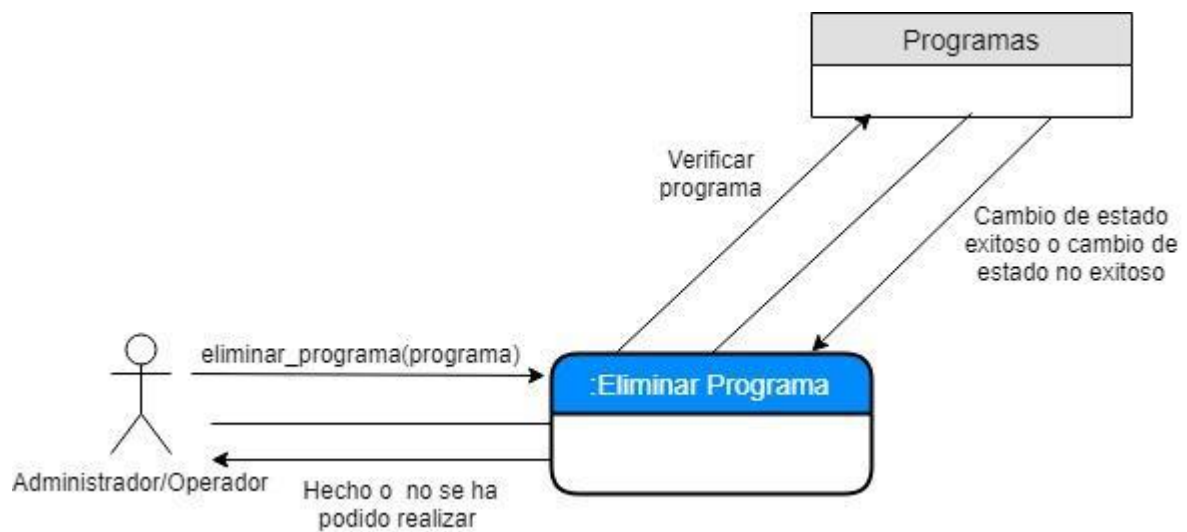 Programas
Verificar
programa
Cambio de estado
exitoso o cambio de
estado no exitoso
eliminar_programa(programa)
:Eliminar Programa
Administrador/Operador
Hecho o no se ha
podido realizar